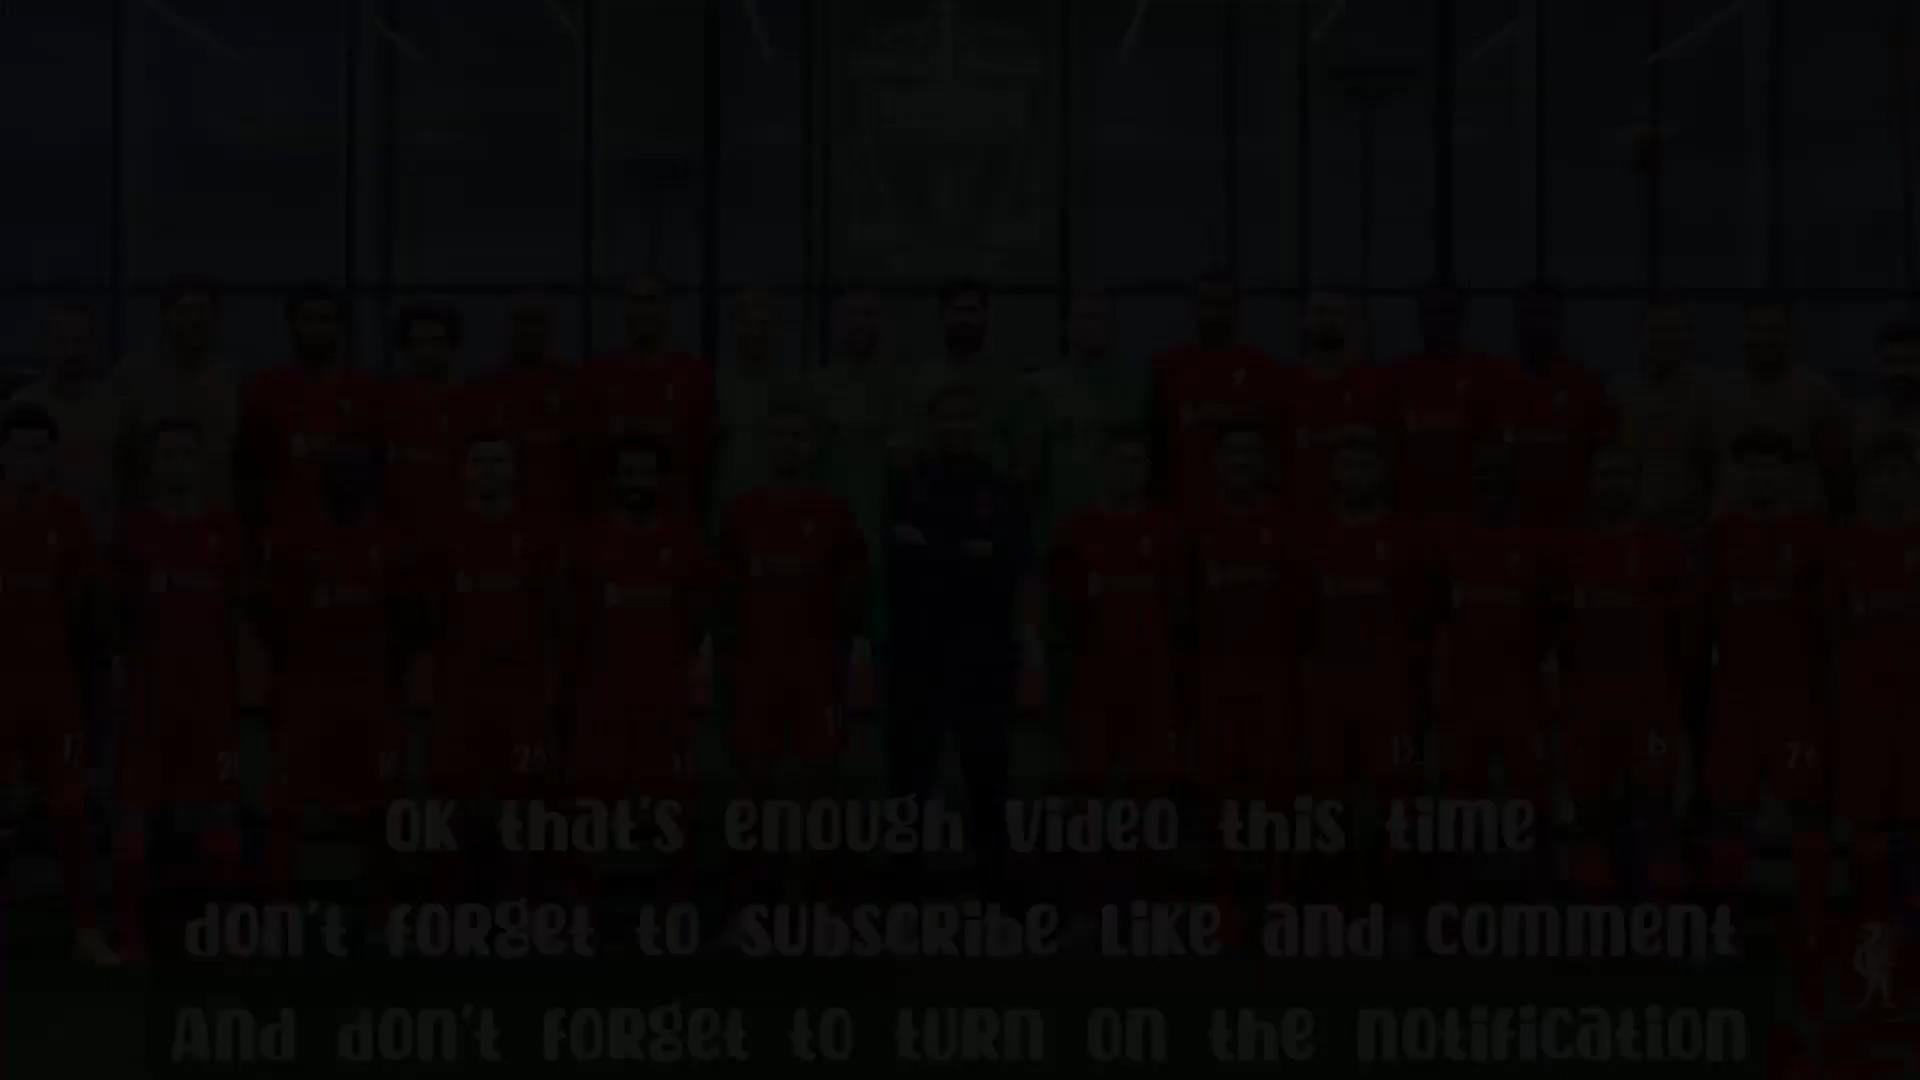 OK that's enough video this time
don't forget to subscribe like and comment
And don't forget to turn on the notification